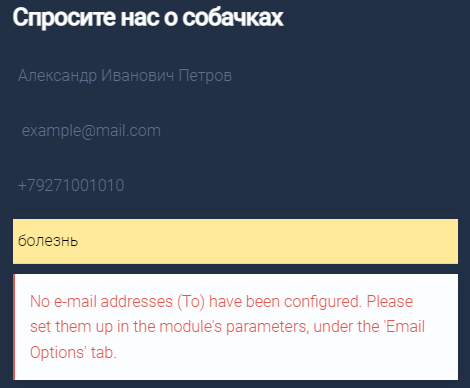 Спросите нас о собачках
Александр Иванович Петров
example@mail.com
+79271001010
болезнь
No e-mail addresses (To) have been configured. Please
set them up in the module's parameters, under the 'Email
Options' tab.